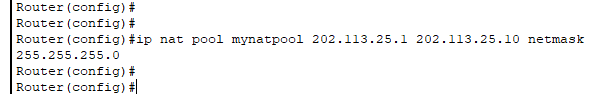 Router(config)#
Router(config)#
Router(config)#ip nat pool mynatpool 202.113.25.1 202.113.25.10 netmask
255.255.255.0
Router(config)#
Router(config)#